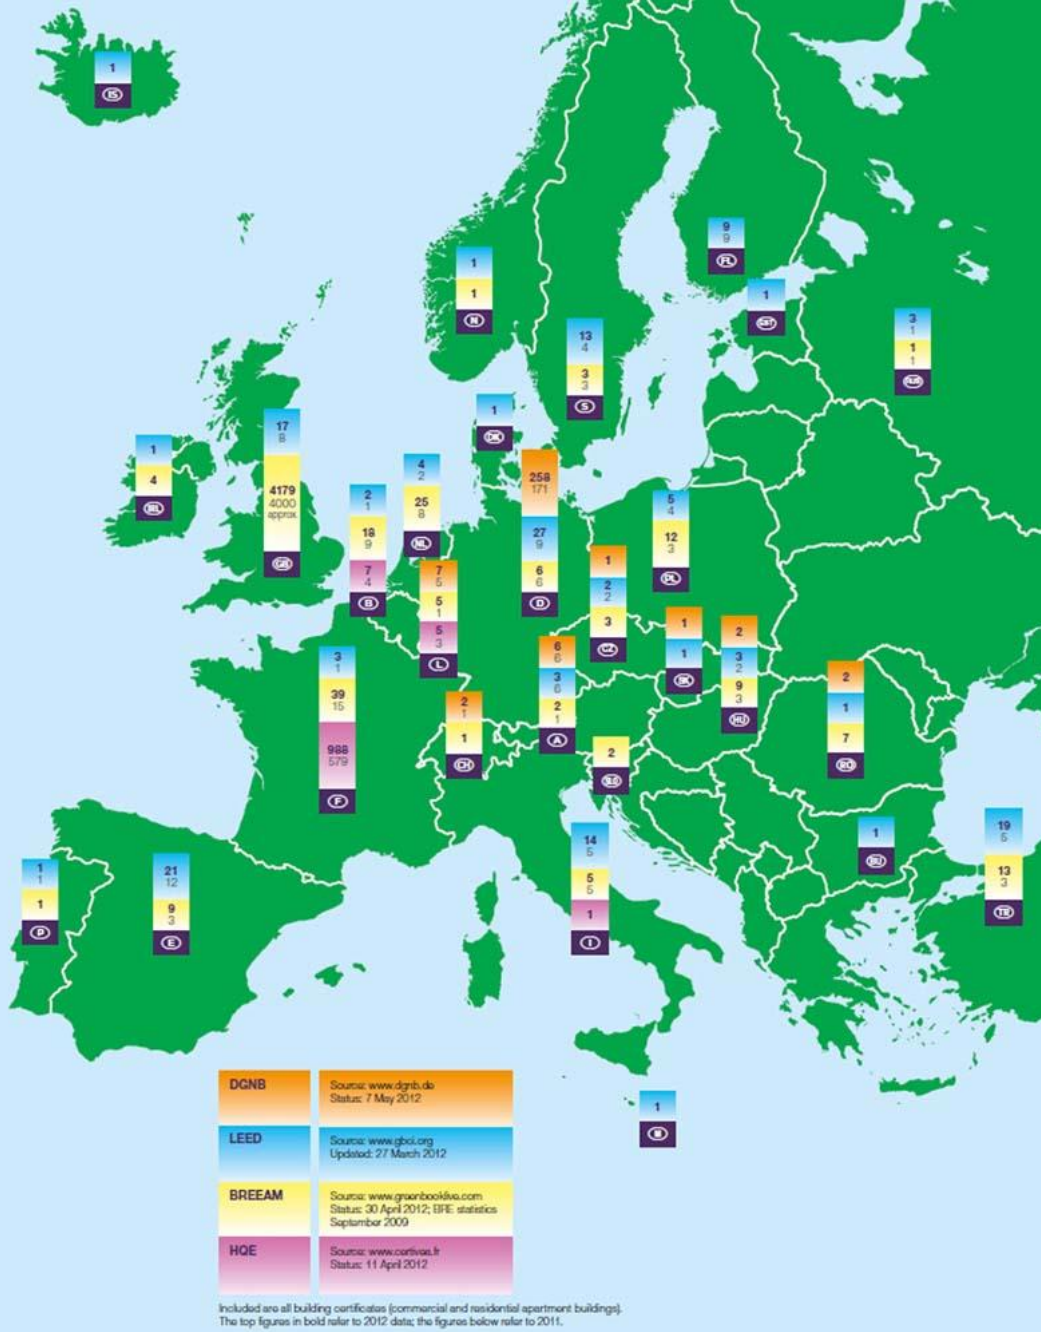 1
IS
9
9
FL
1
1
N
1
EST
3
1
1
1
RUS
13
4
3
3
S
1
DK
17
8
4179
4000
approx.
GB
1
4
IRL
4
2
25
8
NL
258
171
27
9
6
6
D
2
1
18
9
7
4
B
5
4
12
3
PL
1
2
2
3
CZ
7
5
5
1
5
3
L
1
1
SK
2
3
2
9
3
HU
6
6
3
6
2
1
A
3
1
39
15
988
579
F
2
1
7
RO
2
1
1
CH
2
SLO
19
5
13
3
TR
1
BU
14
5
5
5
1
I
21
12
9
3
E
1
1
1
P
1
M
DGNB
Source: www.dgnb.de
Status: 7 May 2012
LEED
Source: www.gbci.org
Updated: 27 March 2012
BREEAM
Source: www.greenbooklive.com
Status: 30 April 2012; BRE statistics
September 2009
HQE
Source: www.certivea.fr
Status: 11 April 2012
Included are all building certificates (commercial and residential apartment buildings).
The top figures in bold refer to 2012 data; the figures below refer to 2011.